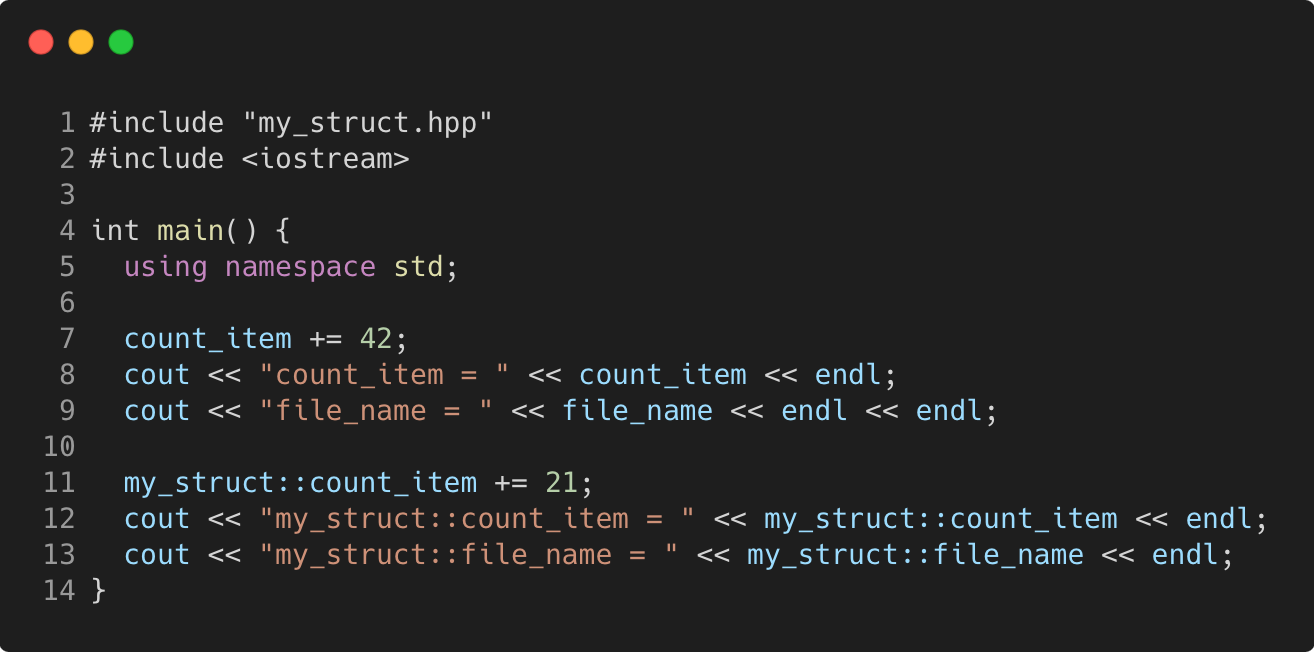 1 #include "my_struct.hpp"
2 #include <iostream>
3
4 int main() {
5   using namespace std;
6
7   count_item += 42;
8   cout << "count_item = " << count_item << endl;
9   cout << "file_name = " << file_name << endl << endl;
10
11   my_struct::count_item += 21;
12   cout << "my_struct::count_item = " << my_struct::count_item << endl;
13   cout << "my_struct::file_name = " << my_struct::file_name << endl;
14 }